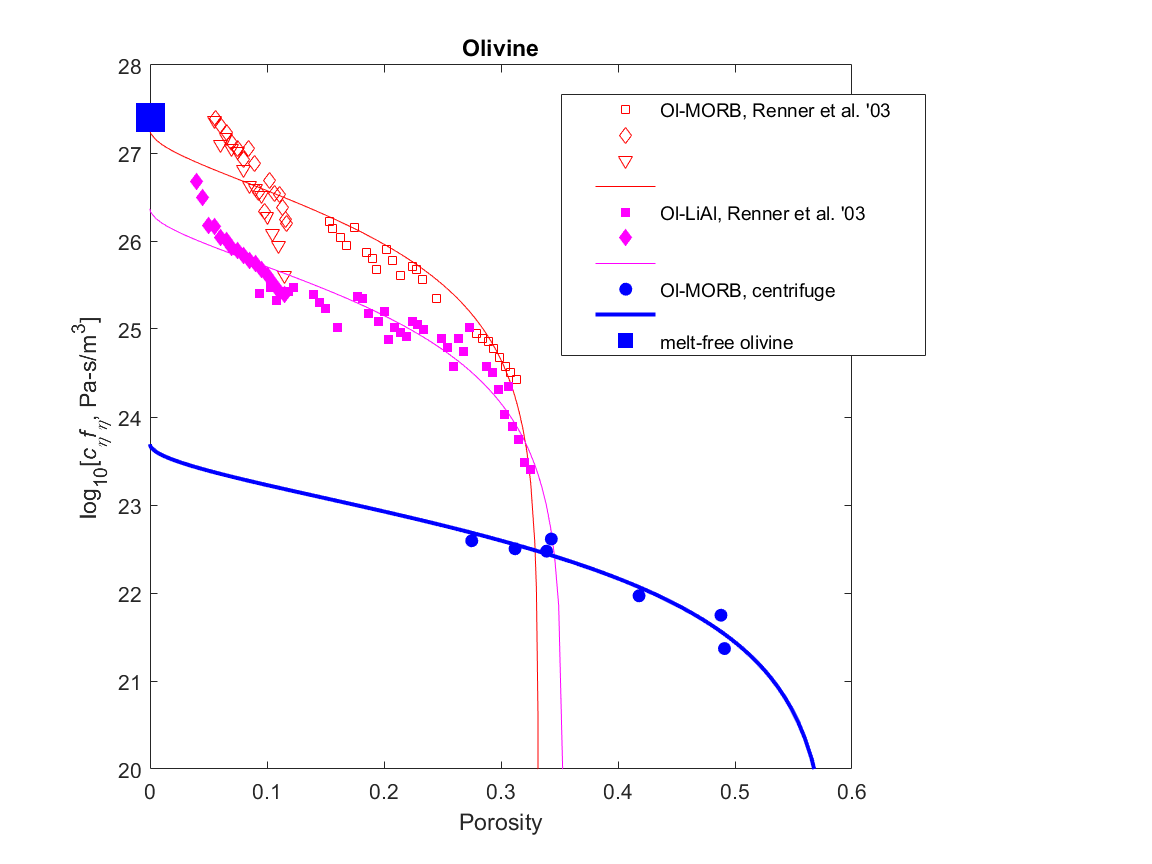 Olivine
28
27
26
25
24
23
22
21
20
log10[cηfη, Pa-s/m3]
Ol-MORB, Renner et al. '03
Ol-LiAl, Renner et al. '03
Ol-MORB, centrifuge
melt-free olivine
0 0.1 0.2 0.3 0.4 0.5 0.6
Porosity